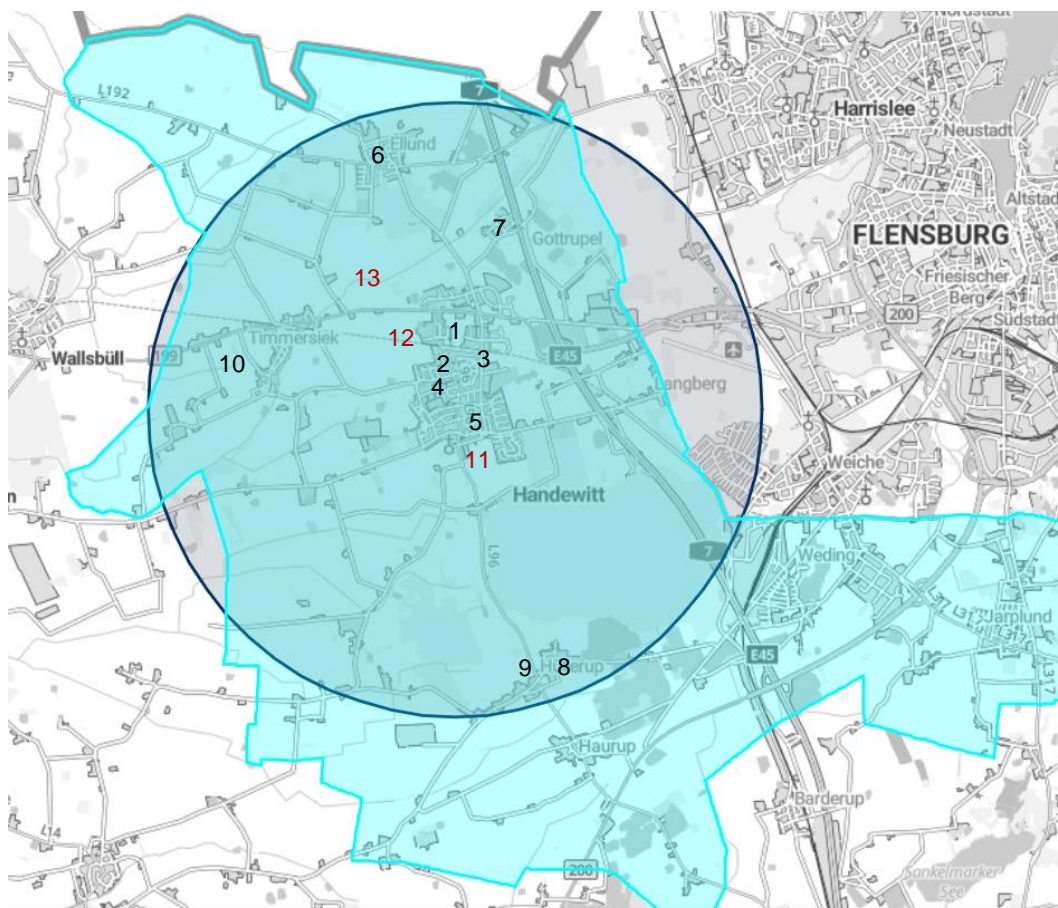 Nordstadt
L192
7
Harrislee
Ellund
6
Neustadt
7
Altstadt
Gottrupel
FLENSBURG
13
Friesischer
Berg
200
Südstadt
1
12
Timmersiek
Wallsbüll
199
10
2
3
E45
4
Langberg
5
11
Weiche
Handewitt
L96
7
Weding
L317
Jarplund
9
8
E45
L317
Haurup
Barderup
L14
200
Sankelmarker
See